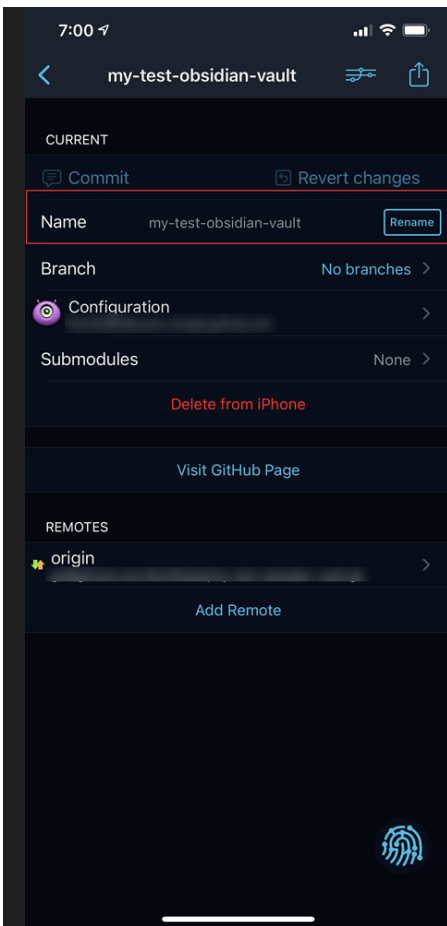 7:00
my-test-obsidian-vault
CURRENT
Commit Revert changes
Name my-test-obsidian-vault Rename
Branch No branches
Configuration
Submodules None
Delete from iPhone
Visit GitHub Page
REMOTES
origin
Add Remote